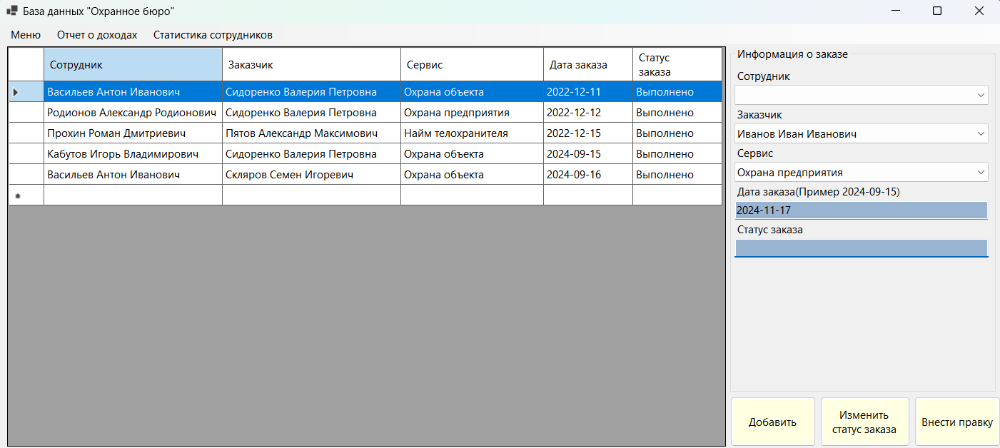 База данных "Охранное бюро"
Меню Отчет о доходах Статистика сотрудников
Сотрудник Заказчик Сервис Дата заказа Статус заказа
Васильев Антон Иванович Сидоренко Валерия Петровна Охрана объекта 2022-12-11 Выполнено
Родионов Александр Родионович Сидоренко Валерия Петровна Охрана предприятия 2022-12-12 Выполнено
Прохин Роман Дмитриевич Пятов Александр Максимович Найм телохранителя 2022-12-15 Выполнено
Кабутов Игорь Владимирович Сидоренко Валерия Петровна Охрана объекта 2024-09-15 Выполнено
Васильев Антон Иванович Скляров Семен Игоревич Охрана объекта 2024-09-16 Выполнено
Информация о заказе
Сотрудник
Заказчик
Иванов Иван Иванович
Сервис
Охрана предприятия
Дата заказа(Пример 2024-09-15)
2024-11-17
Статус заказа
Добавить
Изменить
статус заказа
Внести правку